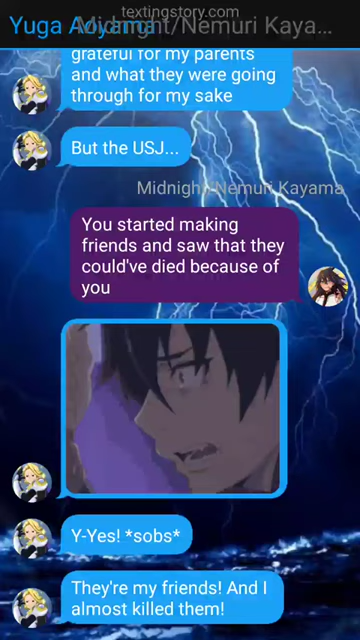 textingstory.com
Yuga Aoyama
Midnight/Nemuri Kaya...
grateful for my parents
and what they were going
through for my sake
But the USJ...
Midnight/Nemuri Kayama
You started making
friends and saw that they
could've died because of
you
Y-Yes! *sobs*
They're my friends! And I
almost killed them!